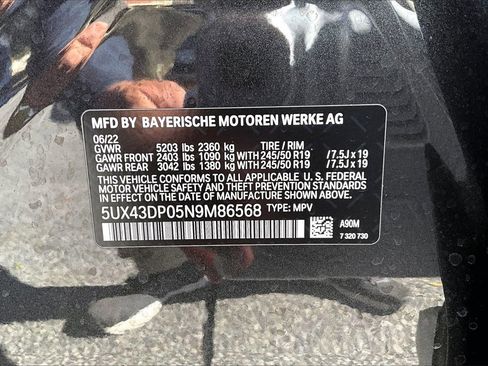 MFD BY BAYERISCHE MOTOREN WERKE AG
06/22
GVWR 5203 lbs 2360 kg TIRE / RIM
GAWR FRONT 2403 lbs 1090 kg WITH 245/50 R19 /7.5J x 19
GAWR REAR 3042 lbs 1380 kg WITH 245/50 R19 /7.5J x 19
THIS VEHICLE CONFORMS TO ALL APPLICABLE U. S. FEDERAL
MOTOR VEHICLE SAFETY AND THEFT PREVENTION STANDARDS
IN EFFECT ON THE DATE OF MANUFACTURE SHOWN ABOVE.
5UX43DP05N9M86568 TYPE: MPV
A90M
7 320 730